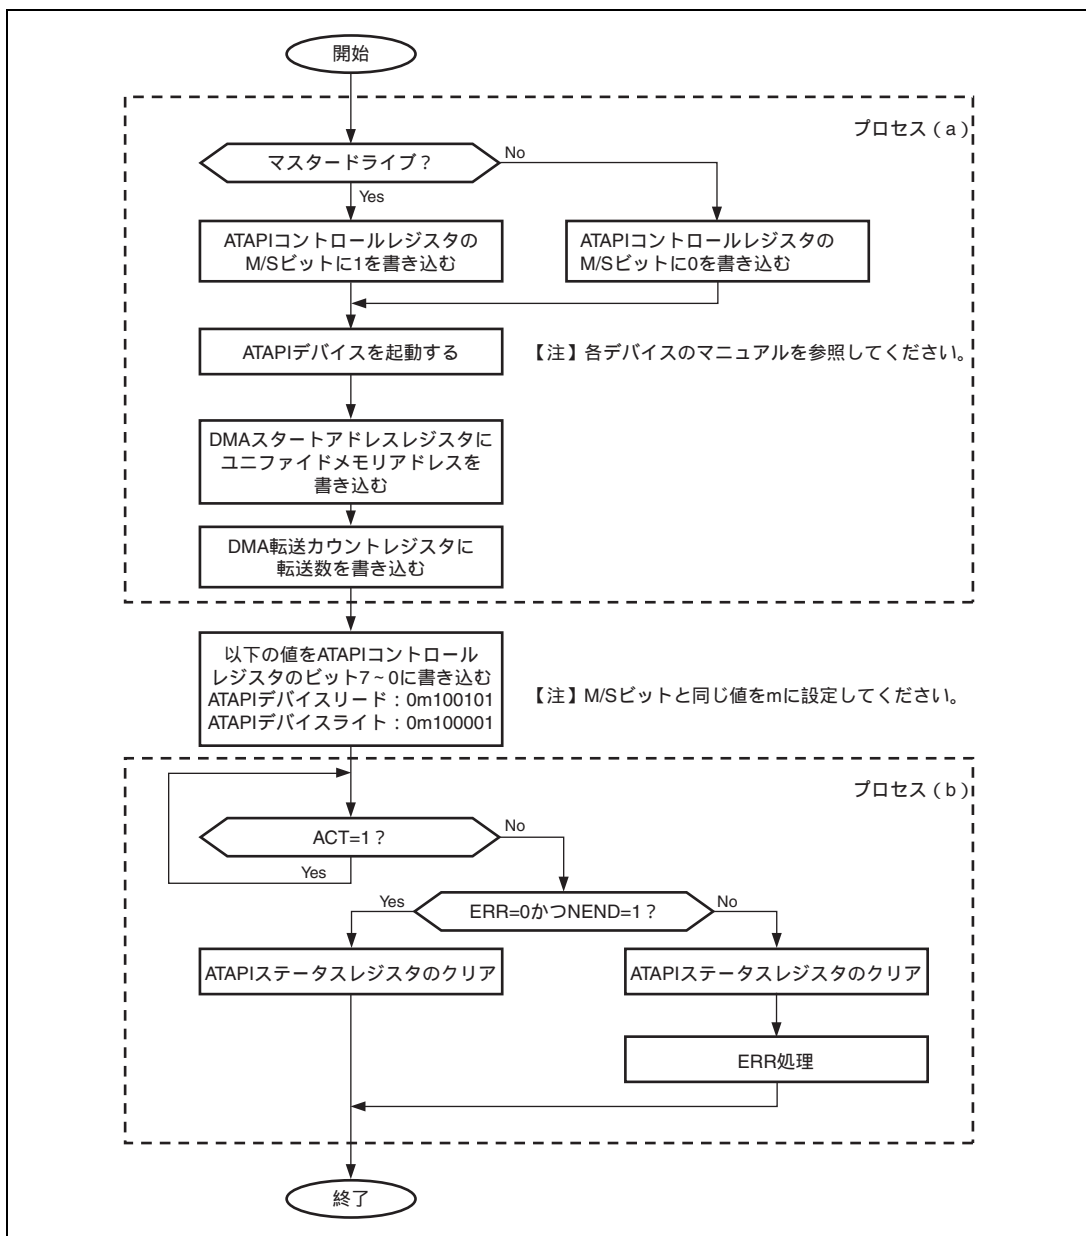 開始
プロセス（a）
マスタードライブ？
No
Yes
ATAPIコントロールレジスタの
M/Sビットに1を書き込む
ATAPIコントロールレジスタの
M/Sビットに0を書き込む
ATAPIデバイスを起動する
【注】各デバイスのマニュアルを参照してください。
DMAスタートアドレスレジスタに
ユニファイドメモリアドレスを
書き込む
DMA転送カウントレジスタに
転送数を書き込む
以下の値をATAPIコントロール
レジスタのビット7～0に書き込む
ATAPIデバイスリード：0m100101
ATAPIデバイスライト：0m100001
【注】M/Sビットと同じ値をmに設定してください。
プロセス（b）
ACT=1？
No
Yes
ERR=0かつNEND=1？
Yes
No
ATAPIステータスレジスタのクリア
ATAPIステータスレジスタのクリア
ERR処理
終了